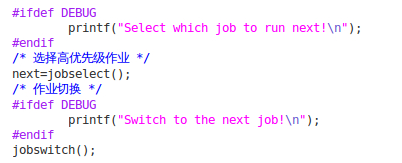 #ifdef DEBUG
        printf("Select which job to run next!\n");
#endif
/* 选择高优先级作业 */
next=jobselect();
/* 作业切换 */
#ifdef DEBUG
        printf("Switch to the next job!\n");
#endif
jobswitch();